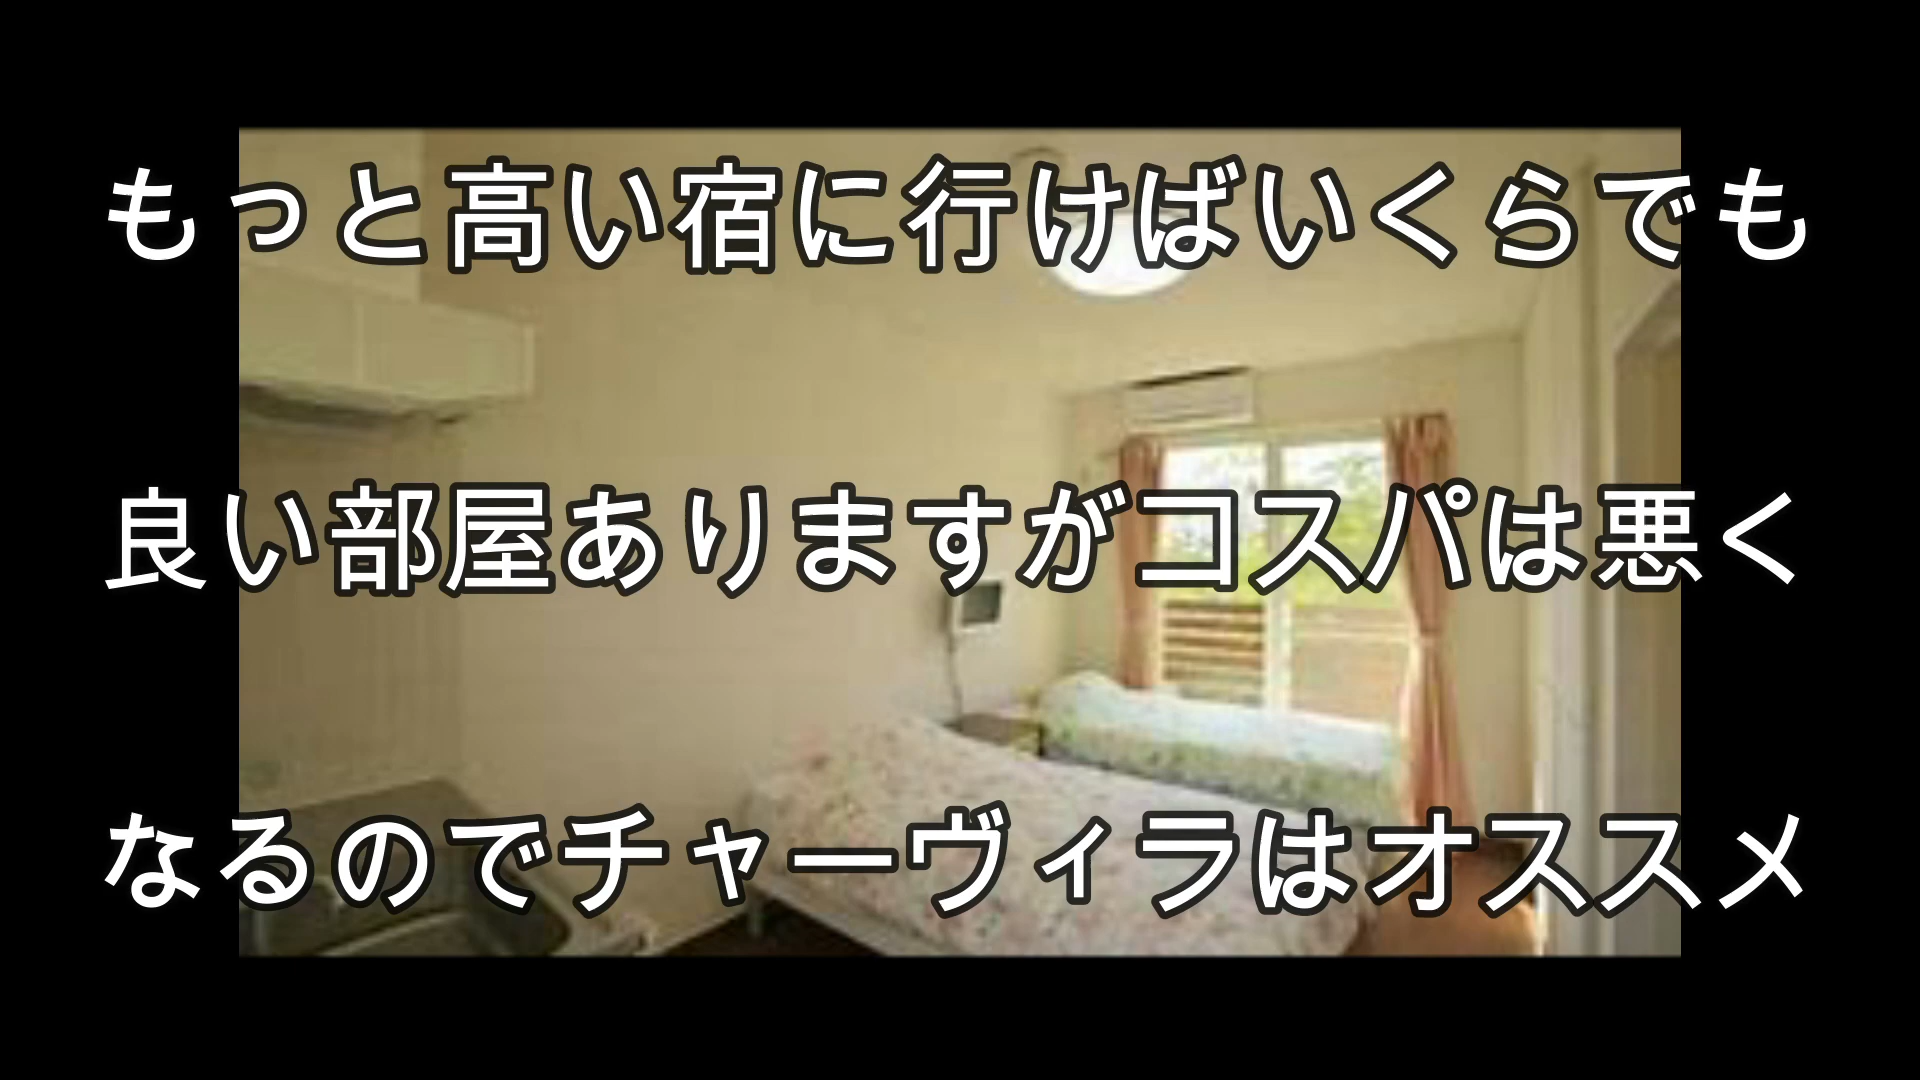 もっと高い宿に行けばいくらでも
良い部屋ありますがコスパは悪く
なるのでチャーヴィラはオススメ